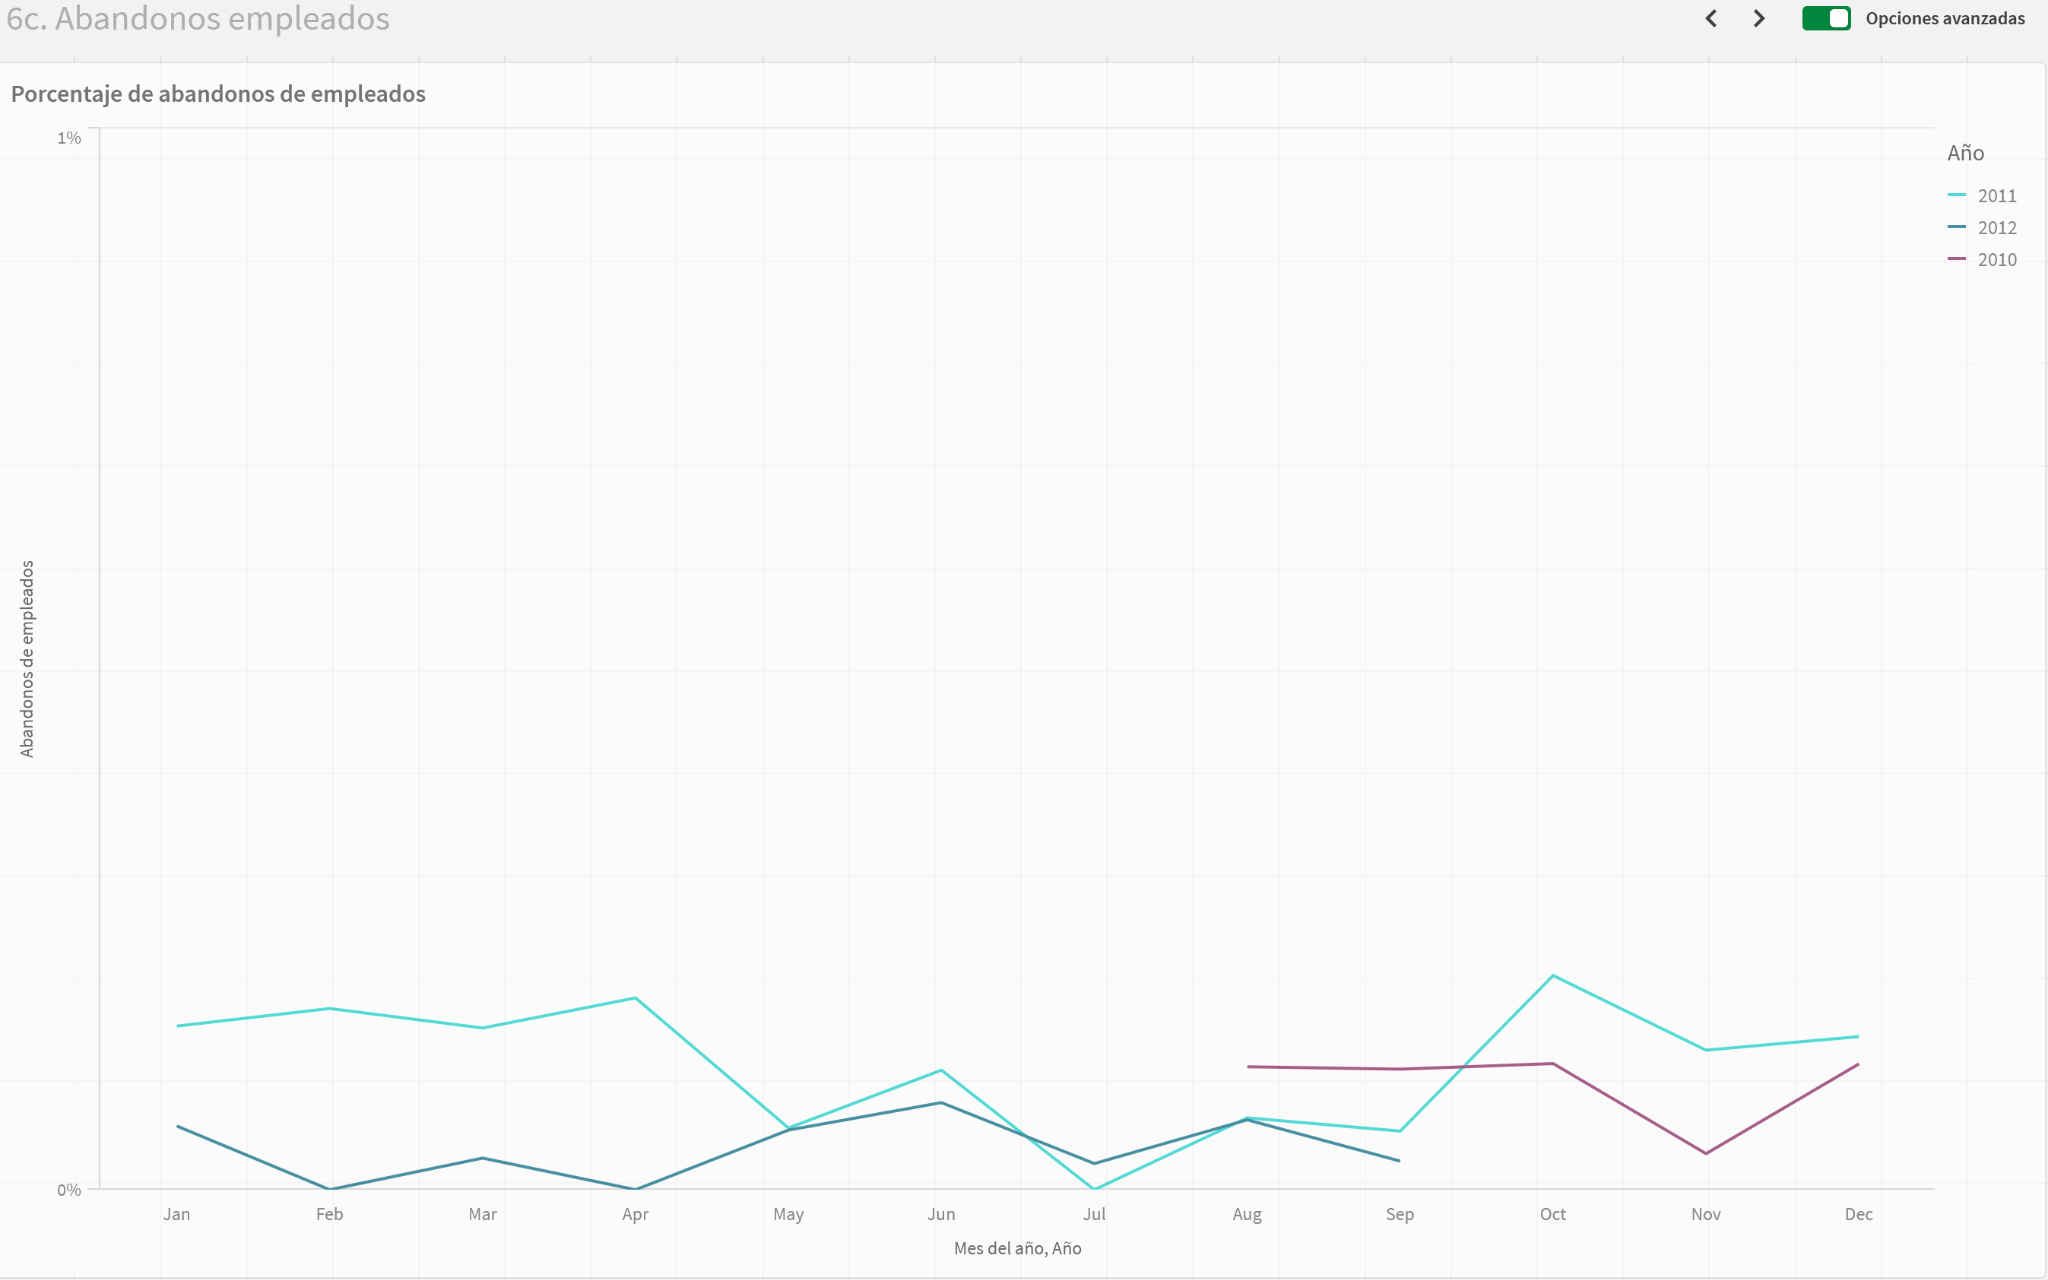 6c. Abandonos empleados
Opciones avanzadas
Porcentaje de abandonos de empleados
1%
Año
2011
2012
2010
Abandonos de empleados
0%
Jan Feb Mar Apr May Jun Jul Aug Sep Oct Nov Dec
Mes del año, Año